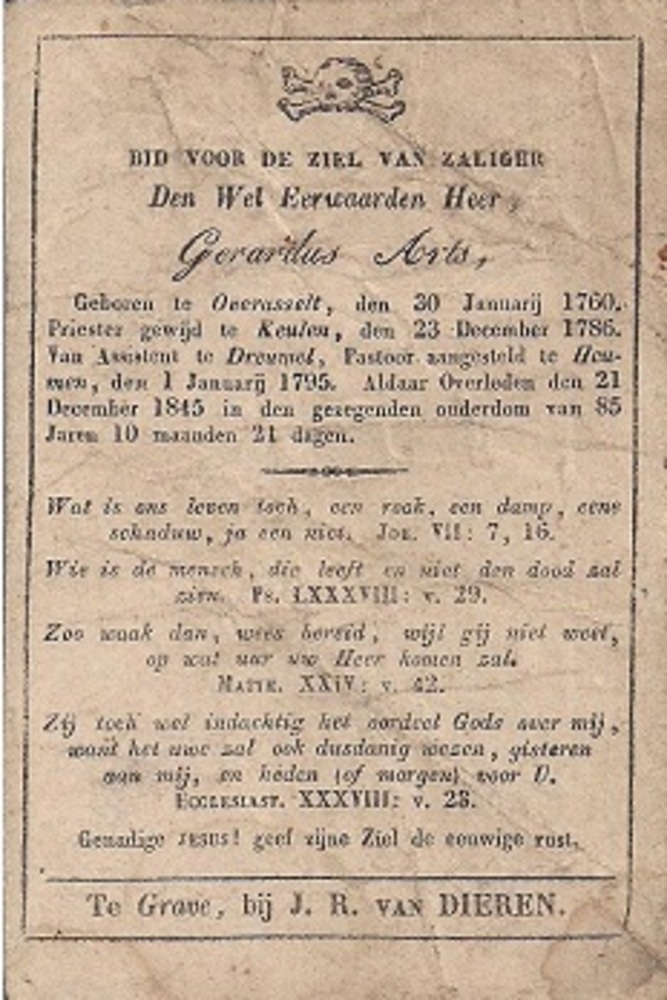 BID VOOR DE ZIEL VAN ZALIGER
Den Wel Eerwaarden Heer,
Gerardus Arts,
Geboren te Overasselt, den 30 Januarij 1760.
Priester gewijd te Keulen, den 23 December 1786.
Van Assistent te Dreumel, Pastoor aangesteld te Heu-
men, den 1 Januarij 1795. Aldaar Overleden den 21
December 1845 in den gezegenden ouderdom van 85
Jaren 10 maanden 21 dagen.
Wat is ons leven toch, een rook, een damp, eene
schaduw, ja een niet. JOB. VII: 7, 16.
Wie is de mensch, die leeft en niet den dood zal
zien. PS. LXXXVIII: v. 29.
Zoo waak dan, wees bereid, wijl gij niet weet,
op wat uur uw Heer komen zal.
MATTH. XXIV: v. 42.
Zij toch wel indachtig het oordeel Gods over mij,
want het uwe zal ook dusdanig wezen, gisteren
aan mij, en heden (of morgen) voor U.
ECCLESIAST. XXXVIII: v. 23.
Genadige JESUS! geef zijne Ziel de eeuwige rust.
Te Grave, bij J. R. VAN DIEREN.